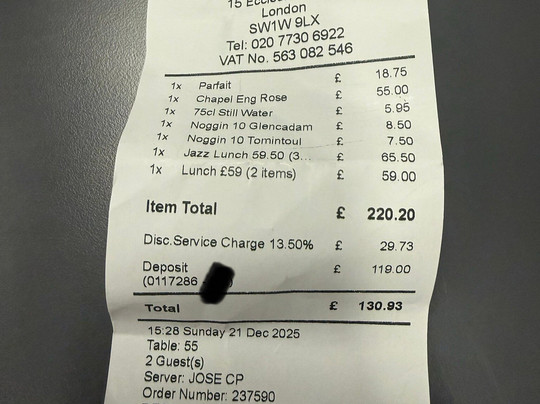 15
London
SW1W 9LX
Tel: 020 7730 6922
VAT No. 563 082 546
1x Parfait £ 18.75
1x Chapel Eng Rose £ 55.00
1x 75cl Still Water £ 5.95
1x Noggin 10 Glencadam £ 8.50
1x Noggin 10 Tomintoul £ 7.50
1x Jazz Lunch 59.50 (3... £ 65.50
1x Lunch £59 (2 items) £ 59.00
Item Total £ 220.20
Disc.Service Charge 13.50% £ 29.73
Deposit £ 119.00
(0117286 )
Total £ 130.93
15:28 Sunday 21 Dec 2025
Table: 55
2 Guest(s)
Server: JOSE CP
Order Number: 237590